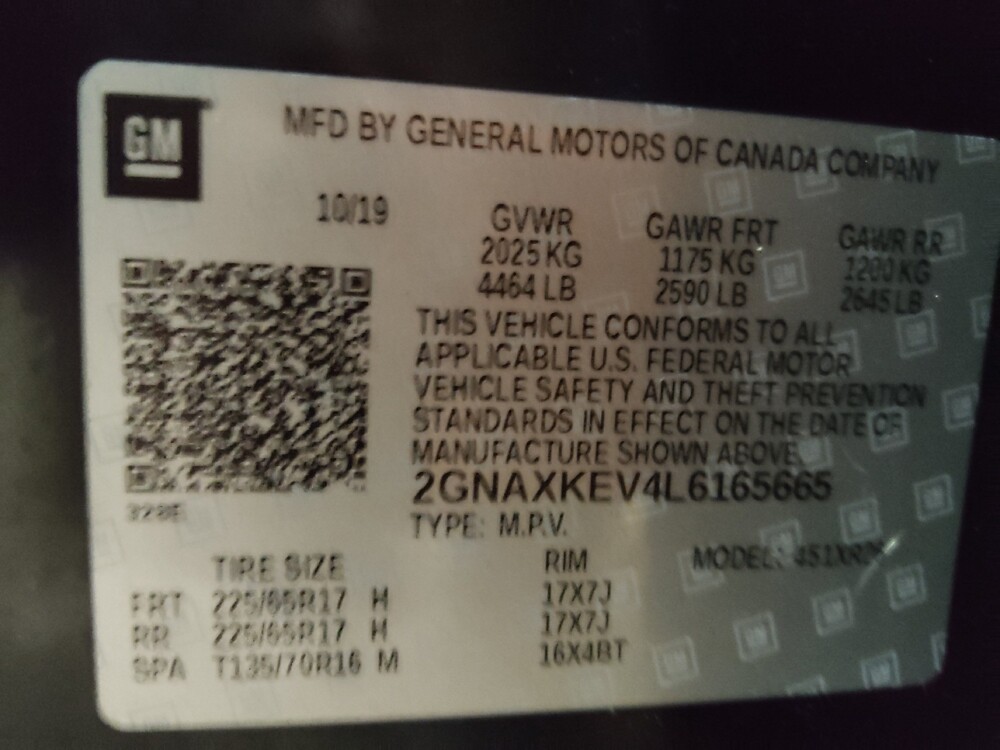 GM
MFD BY GENERAL MOTORS OF CANADA COMPANY
10/19 GVWR GAWR FRT GAWR RR
2025 KG 1175 KG 1200 KG
4464 LB 2590 LB 2645 LB
THIS VEHICLE CONFORMS TO ALL
APPLICABLE U.S. FEDERAL MOTOR
VEHICLE SAFETY AND THEFT PREVENTION
STANDARDS IN EFFECT ON THE DATE OF
MANUFACTURE SHOWN ABOVE.
2GNAXKEV4L6165665
TYPE: M.P.V.
TIRE SIZE RIM MODEL:
FRT 225/65R17 H 17X7J
RR 225/65R17 H 17X7J
SPA T135/70R16 M 16X4BT